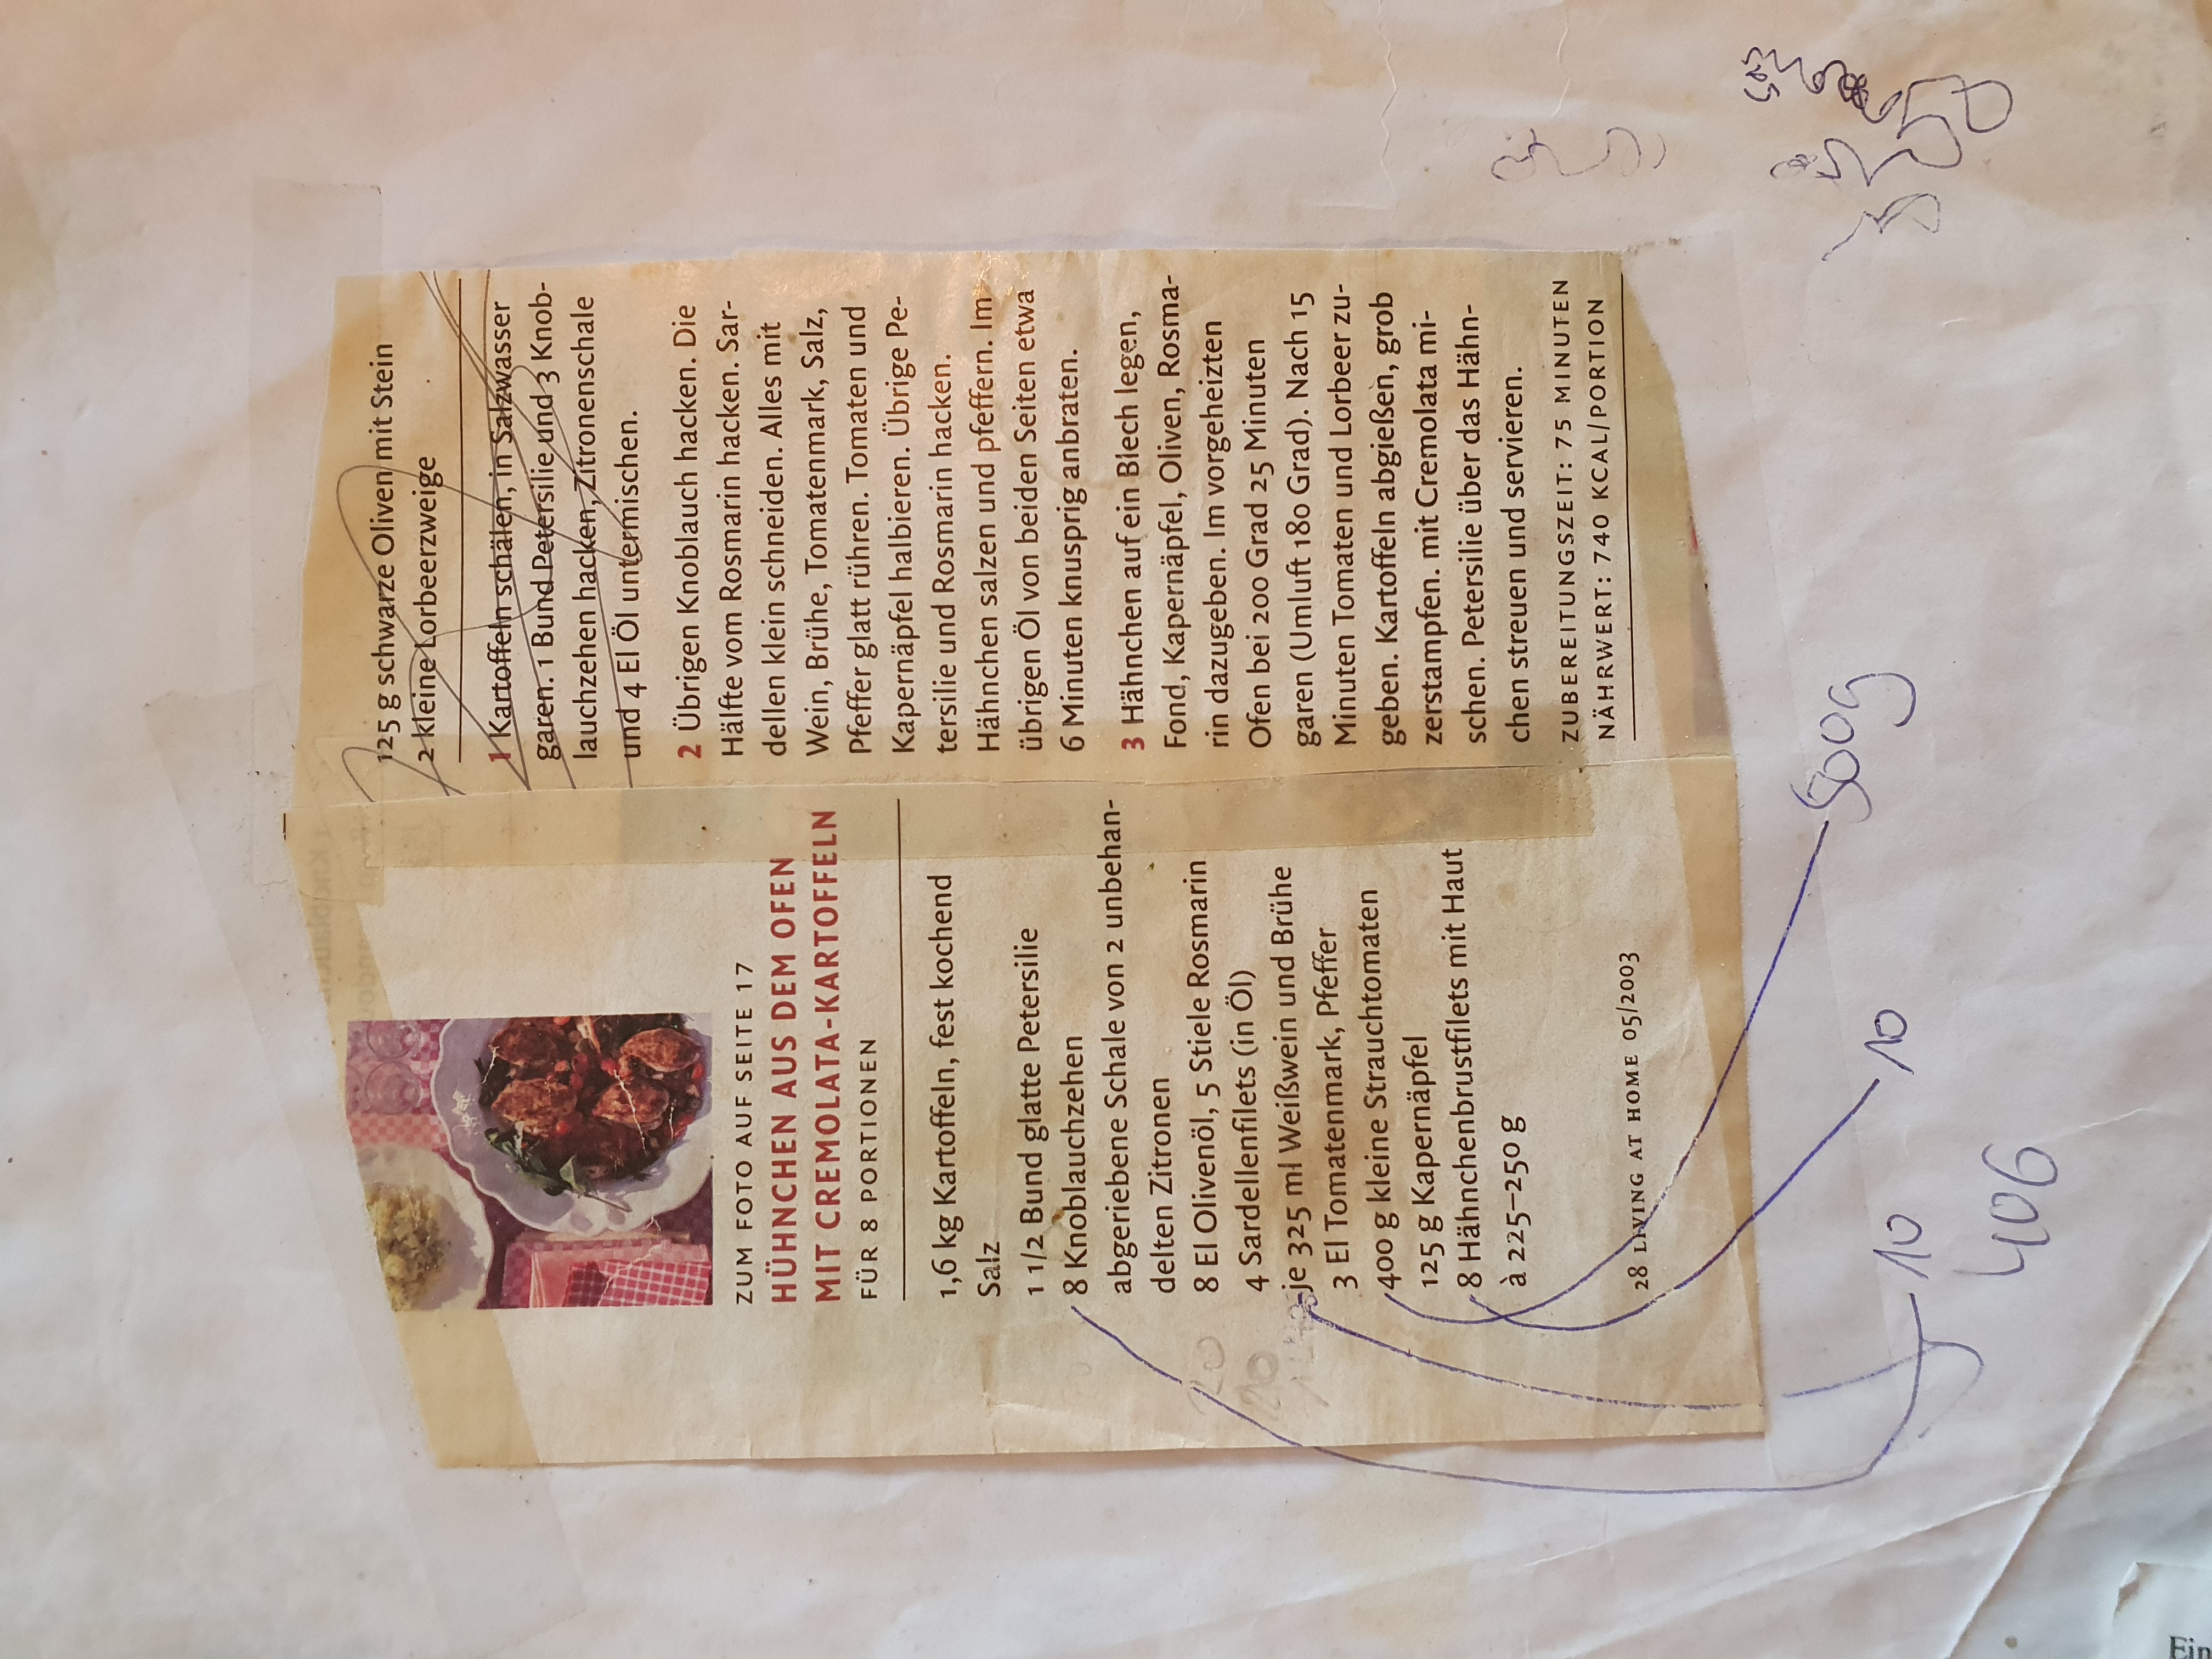 ZUM FOTO AUF SEITE 17
HÜHNCHEN AUS DEM OFEN
MIT CREMOLATA-KARTOFFELN
FÜR 8 PORTIONEN
1,6 kg Kartoffeln, fest kochend
Salz
1 1/2 Bund glatte Petersilie
8 Knoblauchzehen
abgeriebene Schale von 2 unbehan-
delten Zitronen
8 El Olivenöl, 5 Stiele Rosmarin
4 Sardellenfilets (in Öl)
je 325 ml Weißwein und Brühe
3 El Tomatenmark, Pfeffer
400 g kleine Strauchtomaten
125 g Kapernäpfel
8 Hähnchenbrustfilets mit Haut
à 225–250 g
28 LIVING AT HOME 05/2003
125 g schwarze Oliven mit Stein
2 kleine Lorbeerzweige
1 Kartoffeln schälen, in Salzwasser
garen. 1 Bund Petersilie und 3 Knob-
lauchzehen hacken, Zitronenschale
und 4 El Öl untermischen.
2 Übrigen Knoblauch hacken. Die
Hälfte vom Rosmarin hacken. Sar-
dellen klein schneiden. Alles mit
Wein, Brühe, Tomatenmark, Salz,
Pfeffer glatt rühren. Tomaten und
Kapernäpfel halbieren. Übrige Pe-
tersilie und Rosmarin hacken.
Hähnchen salzen und pfeffern. Im
übrigen Öl von beiden Seiten etwa
6 Minuten knusprig anbraten.
3 Hähnchen auf ein Blech legen,
Fond, Kapernäpfel, Oliven, Rosma-
rin dazugeben. Im vorgeheizten
Ofen bei 200 Grad 25 Minuten
garen (Umluft 180 Grad). Nach 15
Minuten Tomaten und Lorbeer zu-
geben. Kartoffeln abgießen, grob
zerstampfen. mit Cremolata mi-
schen. Petersilie über das Hähn-
chen streuen und servieren.
ZUBEREITUNGSZEIT: 75 MINUTEN
NÄHRWERT: 740 KCAL/PORTION
500g
10
10
406